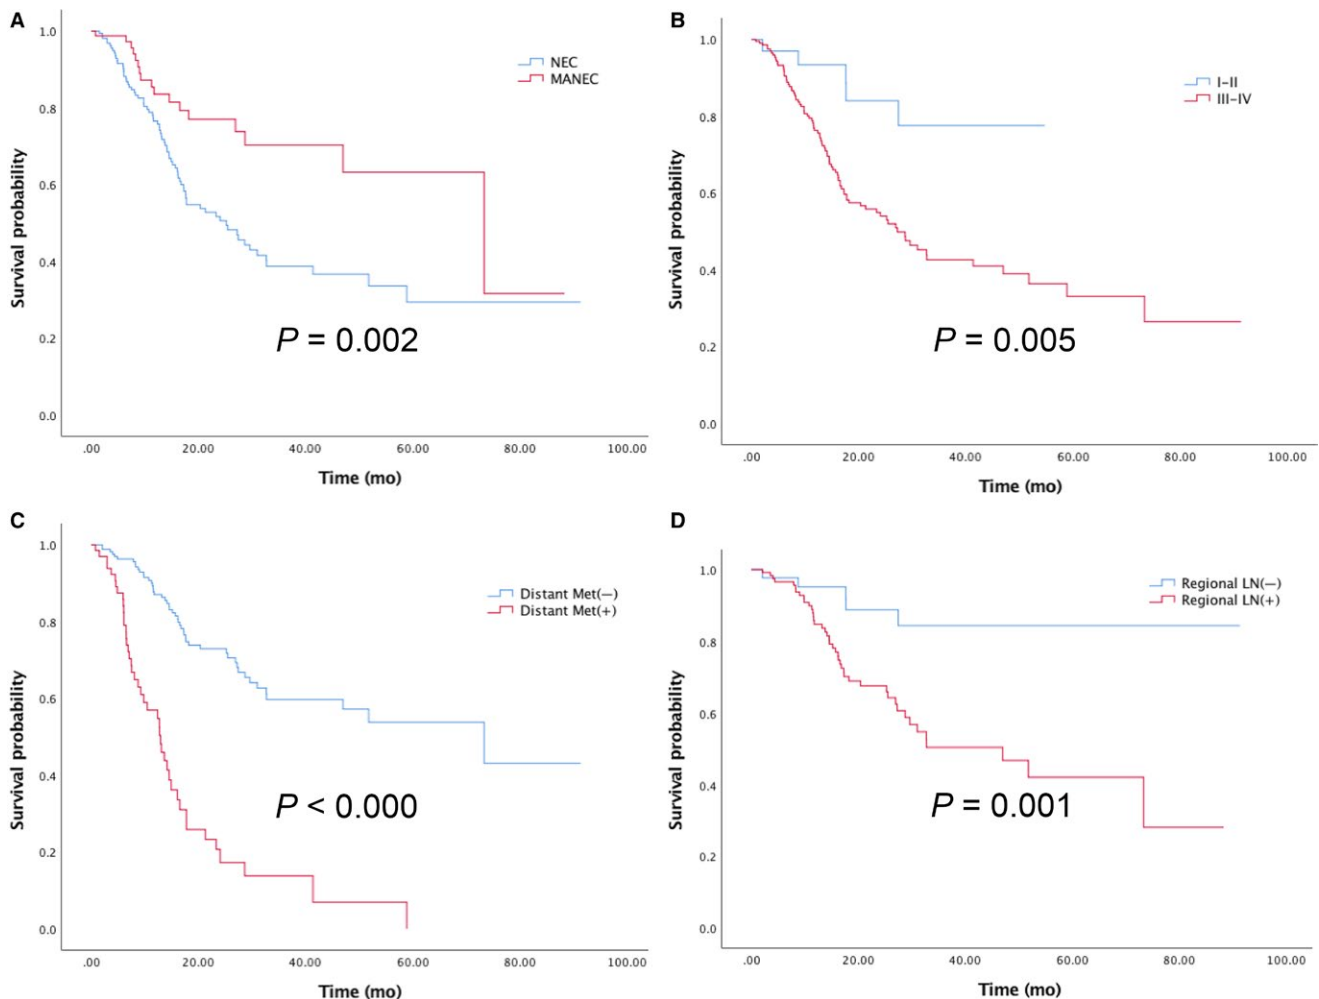 A
1.0
0.8
0.6
0.4
0.2
0.0
Survival probability
NEC
MANEC
P = 0.002
.00 20.00 40.00 60.00 80.00 100.00
Time (mo)
B
1.0
0.8
0.6
0.4
0.2
0.0
Survival probability
I–II
III–IV
P = 0.005
.00 20.00 40.00 60.00 80.00 100.00
Time (mo)
C
1.0
0.8
0.6
0.4
0.2
0.0
Survival probability
Distant Met(—)
Distant Met(+)
P < 0.000
.00 20.00 40.00 60.00 80.00 100.00
Time (mo)
D
1.0
0.8
0.6
0.4
0.2
0.0
Survival probability
Regional LN(—)
Regional LN(+)
P = 0.001
.00 20.00 40.00 60.00 80.00 100.00
Time (mo)